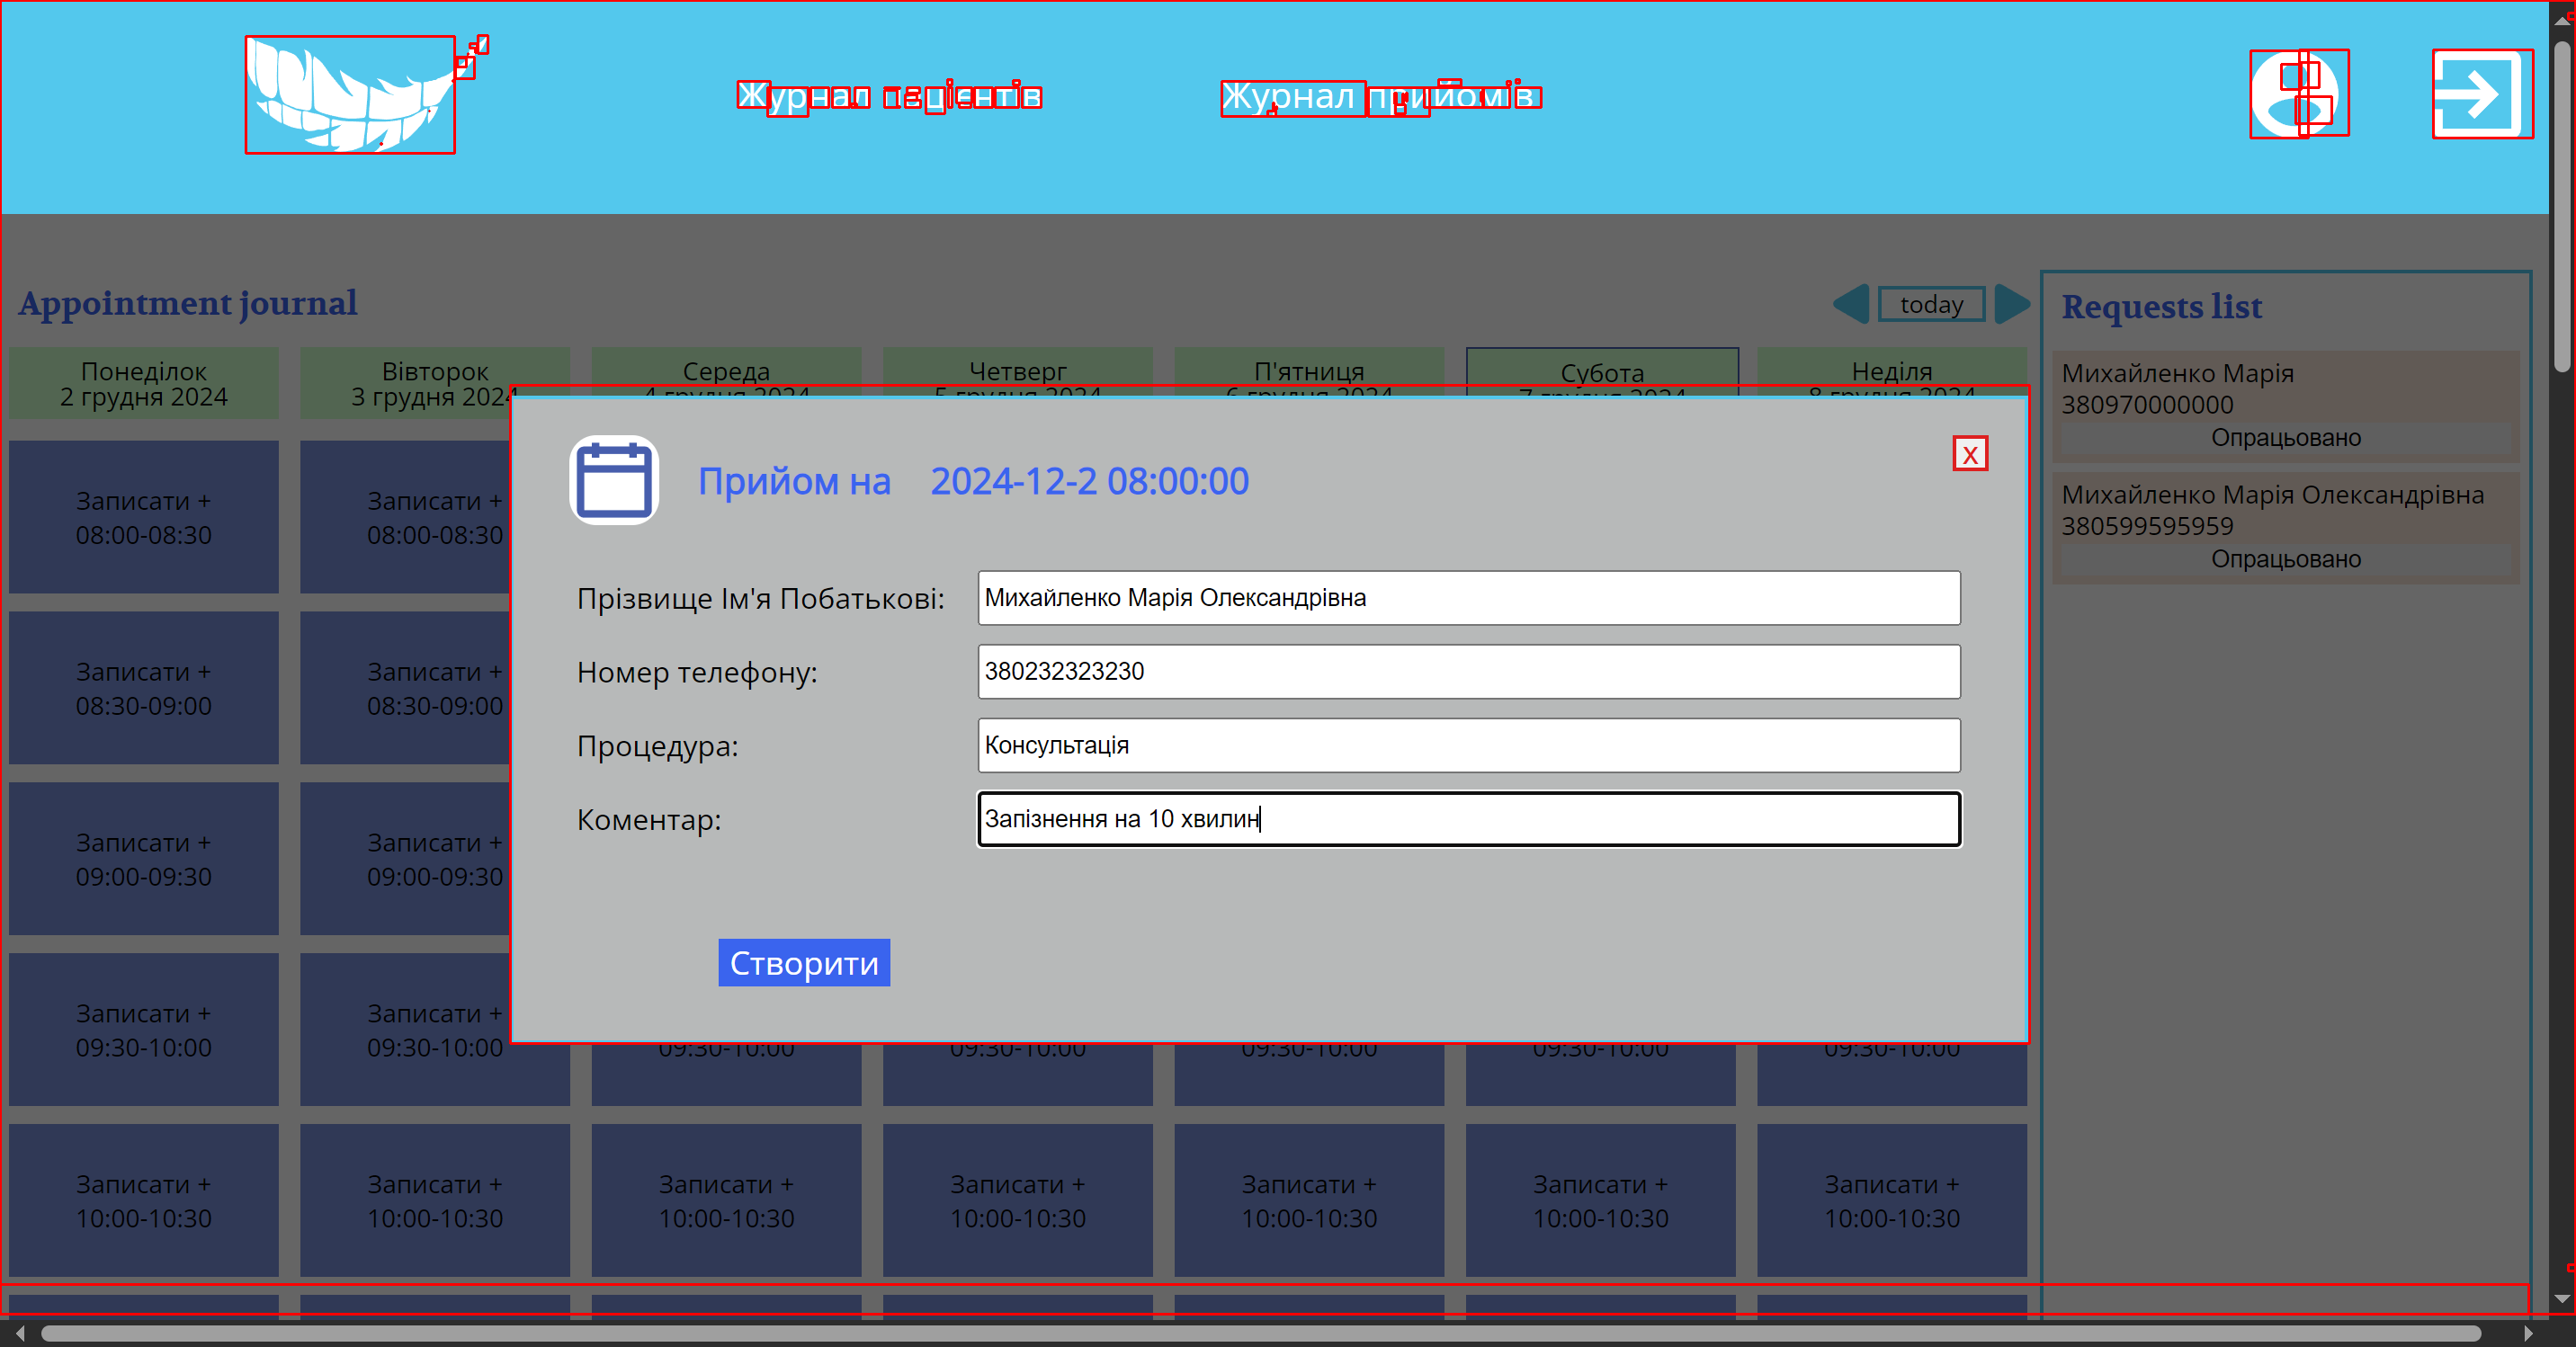 Журнал пацієнтів Журнал прийомів
Appointment journal
today
Requests list
Понеділок Вівторок Середа Четверг П'ятниця Субота Неділя
2 грудня 2024 3 грудня 2024 4 грудня 2024 5 грудня 2024 6 грудня 2024 7 грудня 2024 8 грудня 2024
Михайленко Марія
380970000000
Опрацьовано
Михайленко Марія Олександрівна
380599595959
Опрацьовано
Прийом на 2024-12-2 08:00:00
x
Прізвище Ім'я Побатькові: Михайленко Марія Олександрівна
Номер телефону: 380232323230
Процедура: Консультація
Коментар: Запізнення на 10 хвилин
Створити
Записати + Записати +
08:00-08:30 08:00-08:30
Записати + Записати +
08:30-09:00 08:30-09:00
Записати + Записати +
09:00-09:30 09:00-09:30
Записати + Записати +
09:30-10:00 09:30-10:00 09:30-10:00 09:30-10:00 09:30-10:00 09:30-10:00 09:30-10:00
Записати + Записати + Записати + Записати + Записати + Записати + Записати +
10:00-10:30 10:00-10:30 10:00-10:30 10:00-10:30 10:00-10:30 10:00-10:30 10:00-10:30